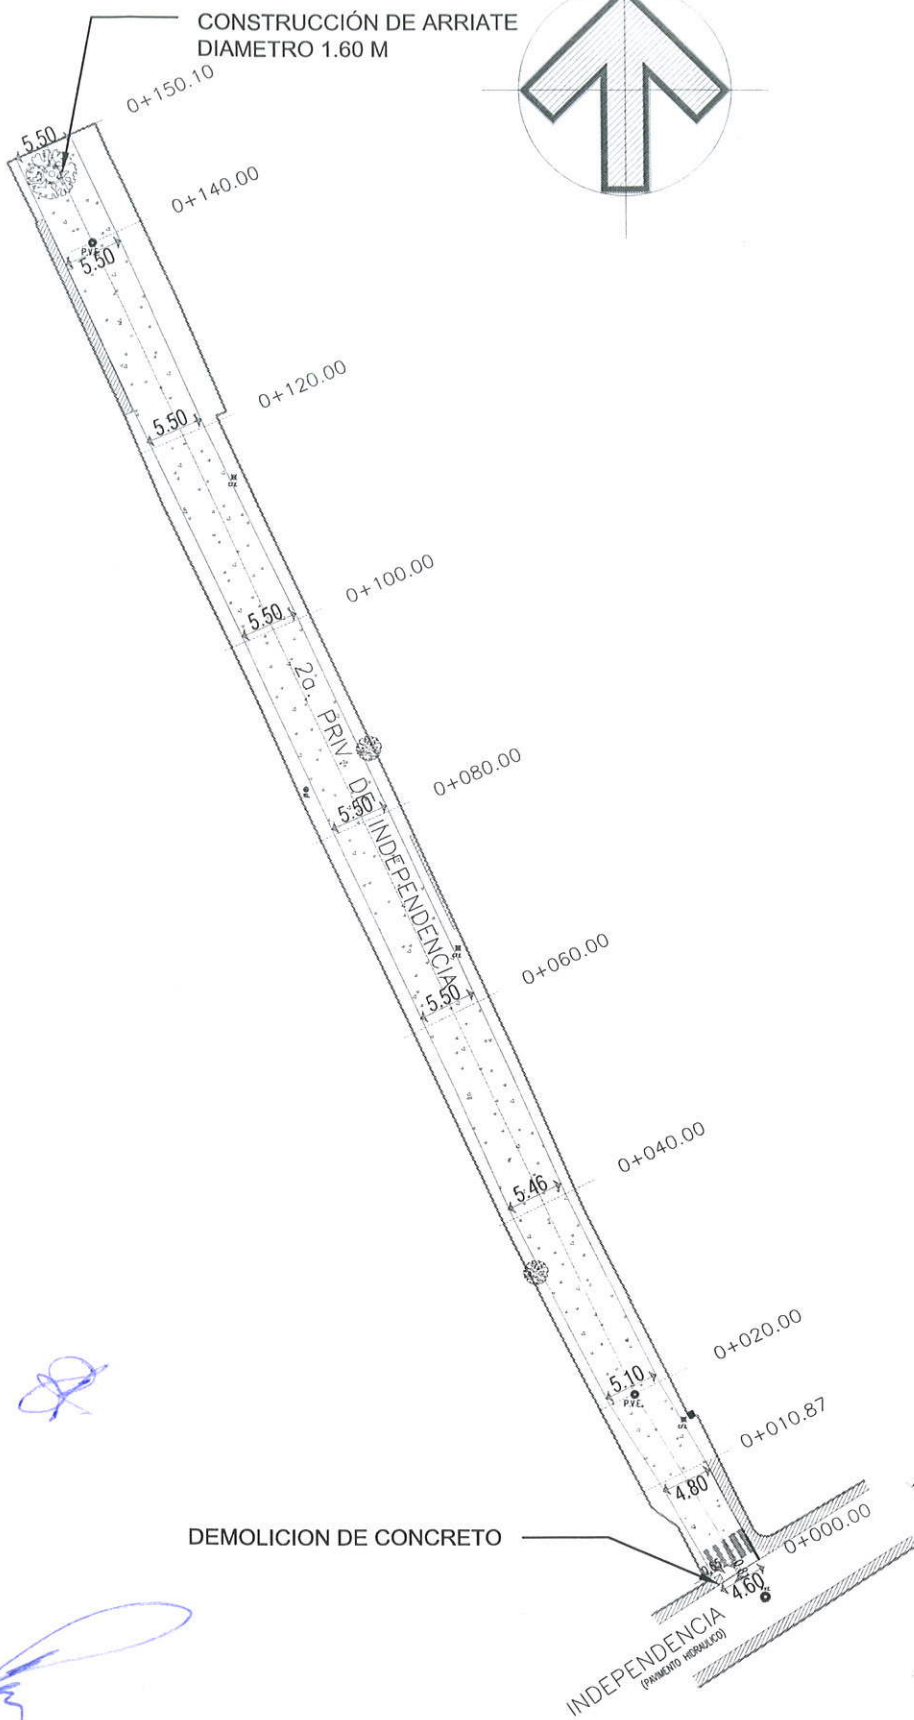 CONSTRUCCIÓN DE ARRIATE
DIAMETRO 1.60 M
0+150.10
5.50
0+140.00
P.V.E.
5.50
0+120.00
5.50
CFE
0+100.00
5.50
2a. PRIV. DE INDEPENDENCIA
0+080.00
5.50
0+060.00
CFE
5.50
0+040.00
5.46
0+020.00
5.10
P.V.E.
0+010.87
4.80
DEMOLICION DE CONCRETO
0+000.00
4.60
INDEPENDENCIA
(PAVIMENTO HIDRAULICO)